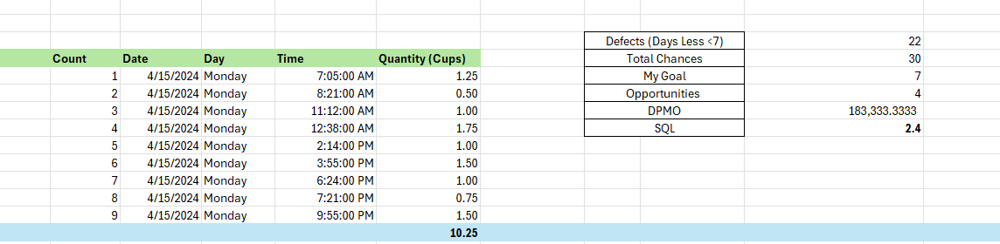 Defects (Days Less <7) 22
Count Date Day Time Quantity (Cups) Total Chances 30
1 4/15/2024 Monday 7:05:00 AM 1.25 My Goal 7
2 4/15/2024 Monday 8:21:00 AM 0.50 Opportunities 4
3 4/15/2024 Monday 11:12:00 AM 1.00 DPMO 183,333.3333
4 4/15/2024 Monday 12:38:00 AM 1.75 SQL 2.4
5 4/15/2024 Monday 2:14:00 PM 1.00
6 4/15/2024 Monday 3:55:00 PM 1.50
7 4/15/2024 Monday 6:24:00 PM 1.00
8 4/15/2024 Monday 7:21:00 PM 0.75
9 4/15/2024 Monday 9:55:00 PM 1.50
10.25